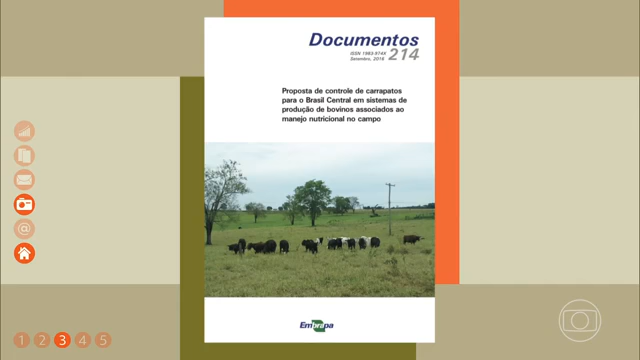 Documentos
ISSN 1983-974X
Setembro, 2016
214
Proposta de controle de carrapatos
para o Brasil Central em sistemas de
produção de bovinos associados ao
manejo nutricional no campo
Embrapa
@
1 2 3 4 5